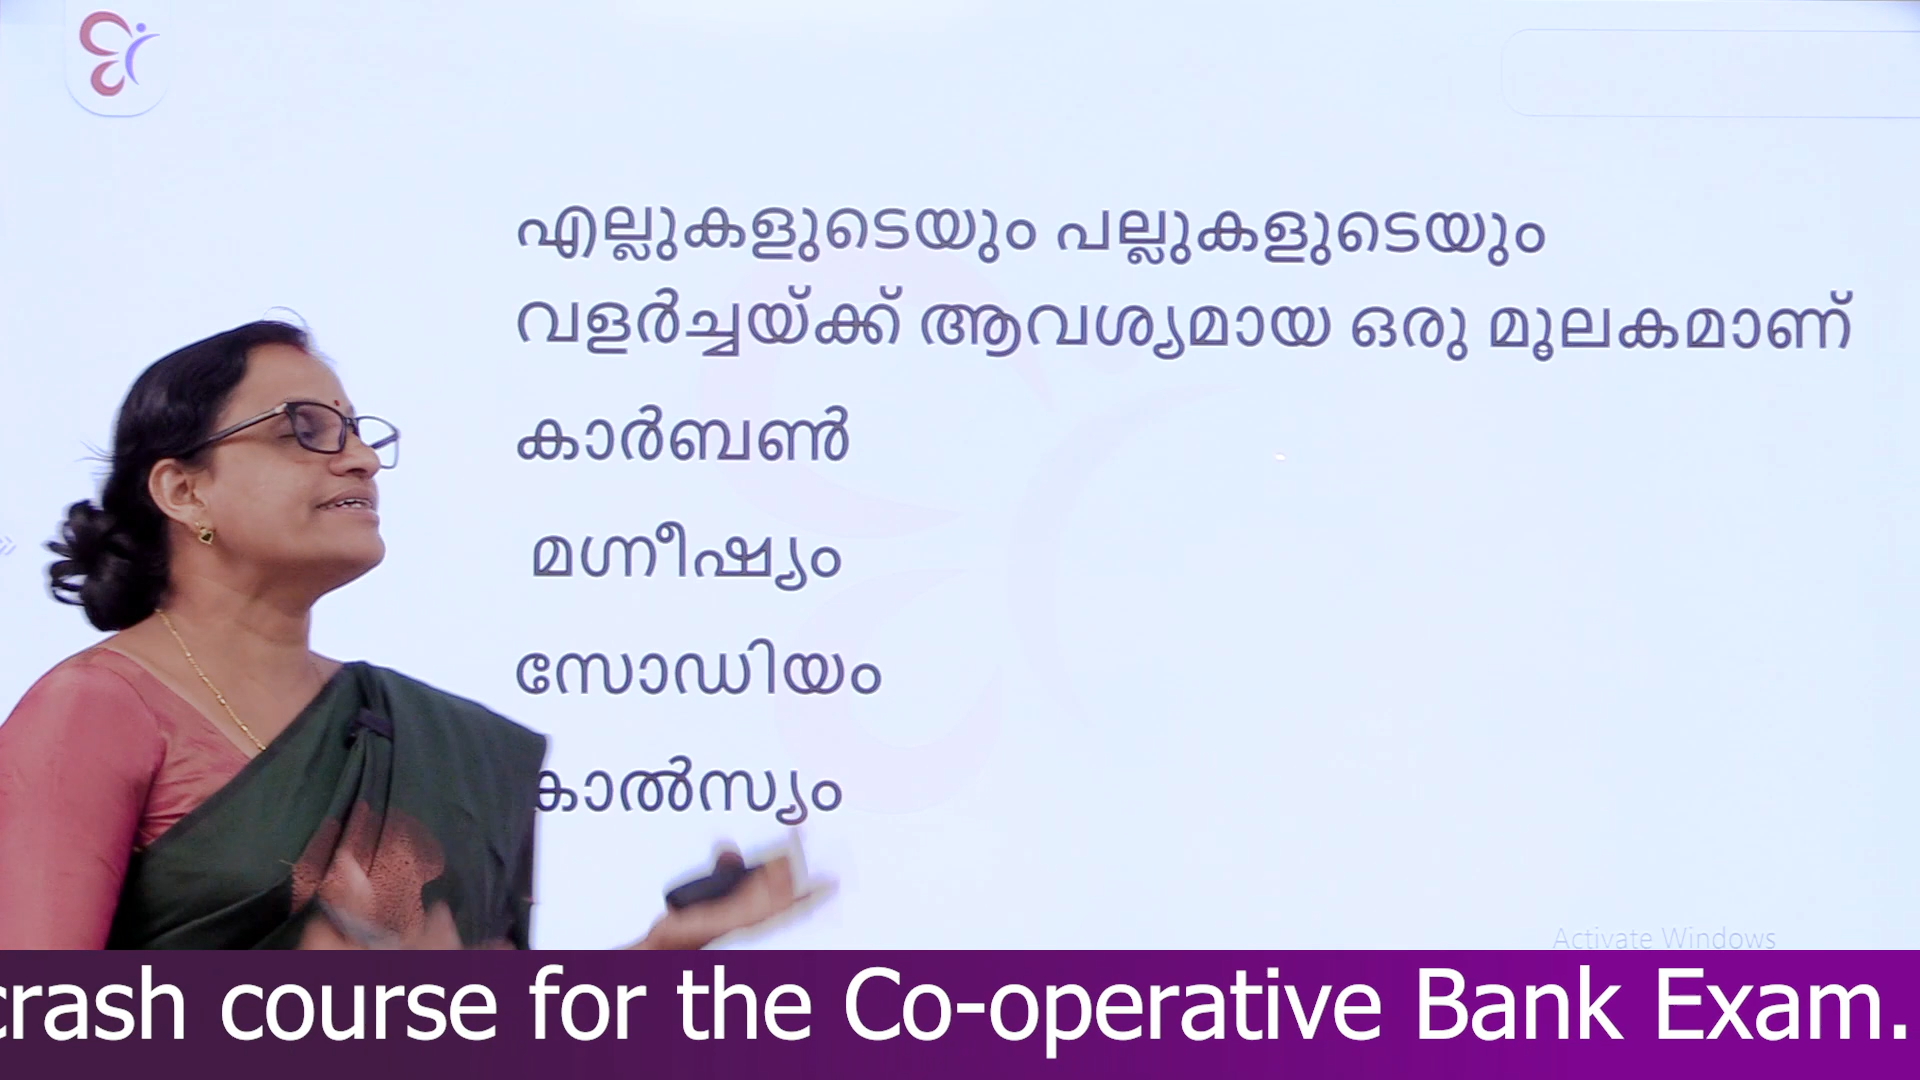 എല്ലുകളുടെയും പല്ലുകളുടെയും
വളർച്ചയ്ക്ക് ആവശ്യമായ ഒരു മൂലകമാണ്
കാർബൺ
മഗ്നീഷ്യം
സോഡിയം
കാൽസ്യം
Activate Windows
crash course for the Co-operative Bank Exam.